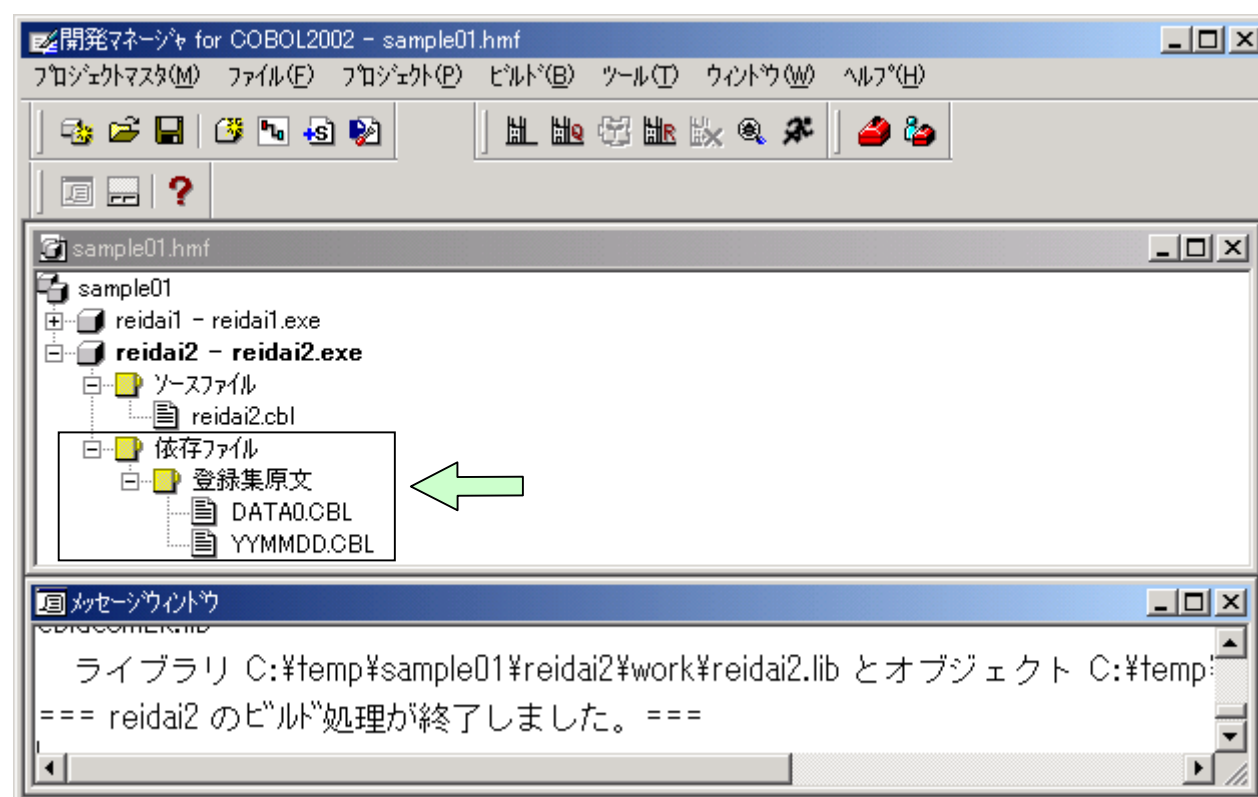 開発ﾏﾈｰｼﾞｬ for COBOL2002 - sample01.hmf
ﾌﾟﾛｼﾞｪｸﾄﾏｽﾀ(M) ﾌｧｲﾙ(F) ﾌﾟﾛｼﾞｪｸﾄ(P) ﾋﾞﾙﾄﾞ(B) ﾂｰﾙ(T) ｳｨﾝﾄﾞｳ(W) ﾍﾙﾌﾟ(H)
sample01.hmf
sample01
reidai1 - reidai1.exe
reidai2 - reidai2.exe
ｿｰｽﾌｧｲﾙ
reidai2.cbl
依存ﾌｧｲﾙ
登録集原文
DATA0.CBL
YYMMDD.CBL
ﾒｯｾｰｼﾞｳｨﾝﾄﾞｳ
ライブラリ C:¥temp¥sample01¥reidai2¥work¥reidai2.lib とオブジェクト C:¥temp¥
=== reidai2 のﾋﾞﾙﾄﾞ処理が終了しました。===